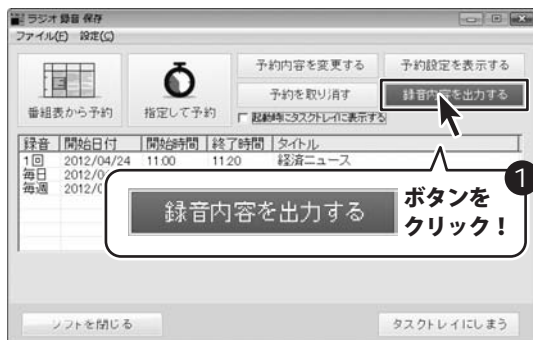 ラジオ 録音 保存
ファイル(F) 設定(C)
番組表から予約
指定して予約
予約内容を変更する
予約設定を表示する
予約を取り消す
録音内容を出力する
起動時にタスクトレイに表示する
録音 開始日付 開始時間 終了時間 タイトル
1回 2012/04/24 11:00 11:20 経済ニュース
毎日 2012/0
毎週 2012/0
録音内容を出力する
1
ボタンを
クリック！
ソフトを閉じる
タスクトレイにしまう